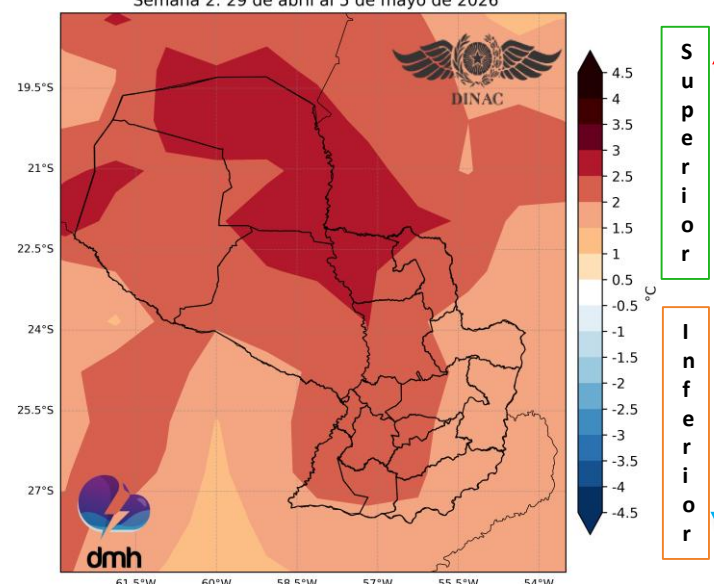 Semana 2: 29 de abril al 5 de mayo de 2026
DINAC
19.5°S
21°S
22.5°S
24°S
25.5°S
27°S
61.5°W
60°W
58.5°W
57°W
55.5°W
54°W
4.5
4
3.5
3
2.5
2
1.5
1
0.5
-0.5
-1
-1.5
-2
-2.5
-3
-3.5
-4
-4.5
°C
Superior
Inferior
dmh